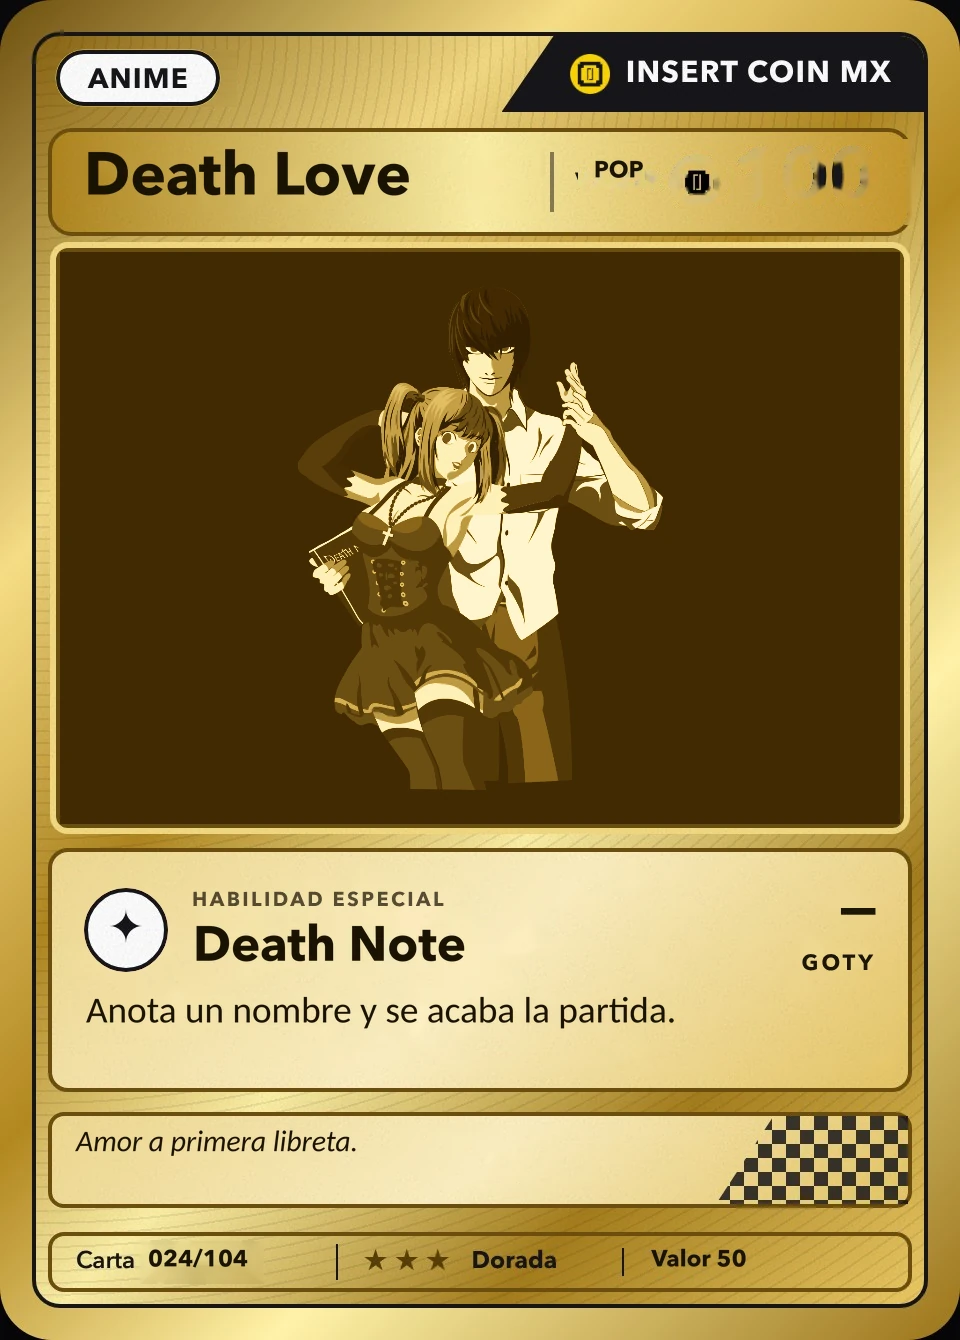 ANIME
INSERT COIN MX
Death Love
POP
DEATH
HABILIDAD ESPECIAL
Death Note
—
GOTY
Anota un nombre y se acaba la partida.
Amor a primera libreta.
Carta 024/104 ★★★ Dorada Valor 50